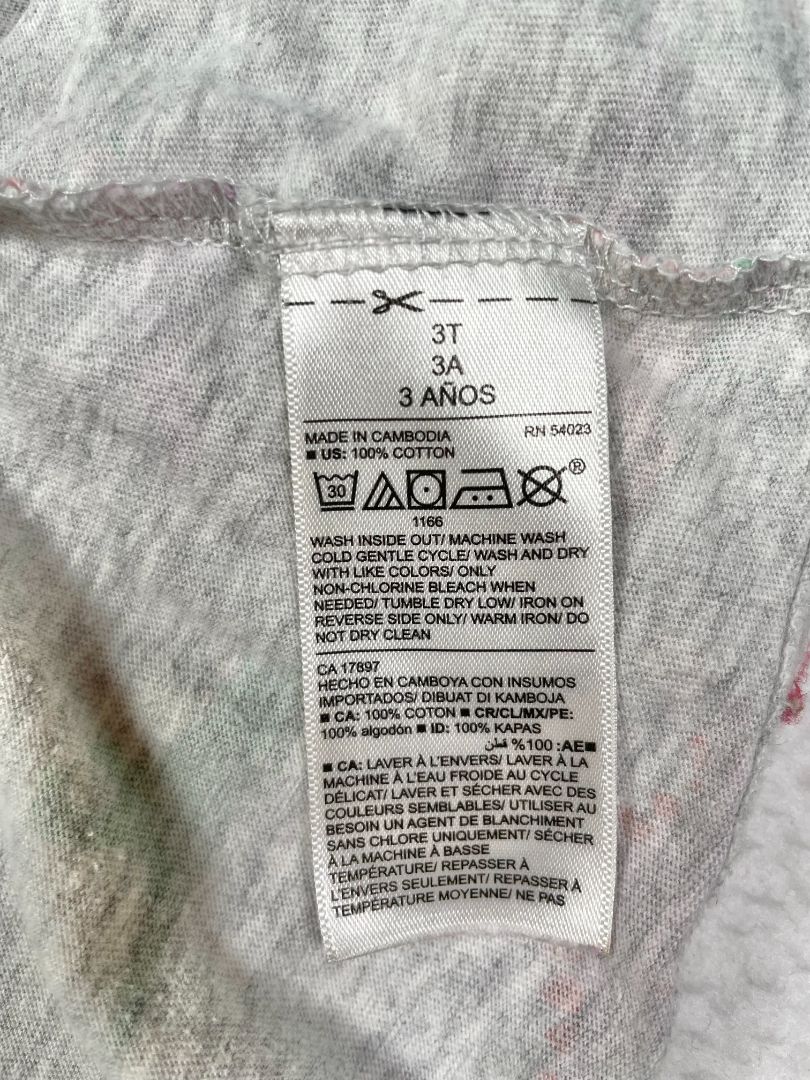 3T
3A
3 AÑOS
MADE IN CAMBODIA RN 54023
■ US: 100% COTTON
30
®
1166
WASH INSIDE OUT/ MACHINE WASH
COLD GENTLE CYCLE/ WASH AND DRY
WITH LIKE COLORS/ ONLY
NON-CHLORINE BLEACH WHEN
NEEDED/ TUMBLE DRY LOW/ IRON ON
REVERSE SIDE ONLY/ WARM IRON/ DO
NOT DRY CLEAN
CA 17897
HECHO EN CAMBOYA CON INSUMOS
IMPORTADOS/ DIBUAT DI KAMBOJA
■ CA: 100% COTON ■ CR/CL/MX/PE:
100% algodón ■ ID: 100% KAPAS
■AE: 100% قطن
■ CA: LAVER À L'ENVERS/ LAVER À LA
MACHINE À L'EAU FROIDE AU CYCLE
DÉLICAT/ LAVER ET SÉCHER AVEC DES
COULEURS SEMBLABLES/ UTILISER AU
BESOIN UN AGENT DE BLANCHIMENT
SANS CHLORE UNIQUEMENT/ SÉCHER
À LA MACHINE À BASSE
TEMPÉRATURE/ REPASSER À
L'ENVERS SEULEMENT/ REPASSER À
TEMPÉRATURE MOYENNE/ NE PAS